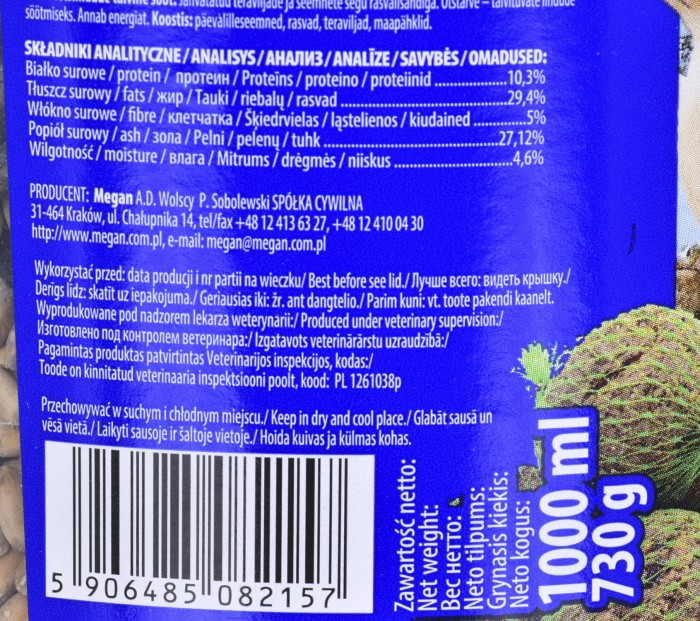 söötmiseks. Annab energiat. Koostis: päevalilleseemned, rasvad, teraviljad, maapähklid.
SKŁADNIKI ANALITYCZNE/ANALISYS/АНАЛИЗ/ANALĪZE/SAVYBĖS/OMADUSED:
Białko surowe / protein / протеин / Proteīns / proteino / proteiinid ................10,3%
Tłuszcz surowy / fats / жир / Tauki / riebalų / rasvad ................29,4%
Włókno surowe / fibre / клетчатка / Šķiedrvielas / ląstelienos / kiudained ................5%
Popiół surowy / ash / зола / Pelni / pelenų / tuhk ................27,12%
Wilgotność / moisture / влага / Mitrums / drėgmės / niiskus ................4,6%
PRODUCENT: Megan A.D. Wolscy P. Sobolewski SPÓŁKA CYWILNA
31-464 Kraków, ul. Chałupnika 14, tel/fax +48 12 413 63 27, +48 12 410 04 30
http://www.megan.com.pl, e-mail: megan@megan.com.pl
Wykorzystać przed: data producji i nr partii na wieczku/ Best before see lid./ Лучше всего: видеть крышку./
Derīgs līdz: skatīt uz iepakojuma./ Geriausias iki: žr. ant dangtelio./ Parim kuni: vt. toote pakendi kaanelt.
Wyprodukowane pod nadzorem lekarza weterynarii:/ Produced under veterinary supervision:/
Изготовлено под контролем ветеринара:/ Izgatavots veterinārārstu uzraudzībā:/
Pagamintas produktas patvirtintas Veterinarijos inspekcijos, kodas:/
Toode on kinnitatud veterinaaria inspektsiooni poolt, kood: PL 1261038p
Przechowywać w suchym i chłodnym miejscu./ Keep in dry and cool place./ Glabāt sausā un
vēsā vietā./ Laikyti sausoje ir šaltoje vietoje./ Hoida kuivas ja külmas kohas.
5 906485 082157
Zawartość netto:
Net weight:
Вес нетто:
Neto tilpums:
Grynasis kiekis:
Neto kogus:
1000 ml
730 g